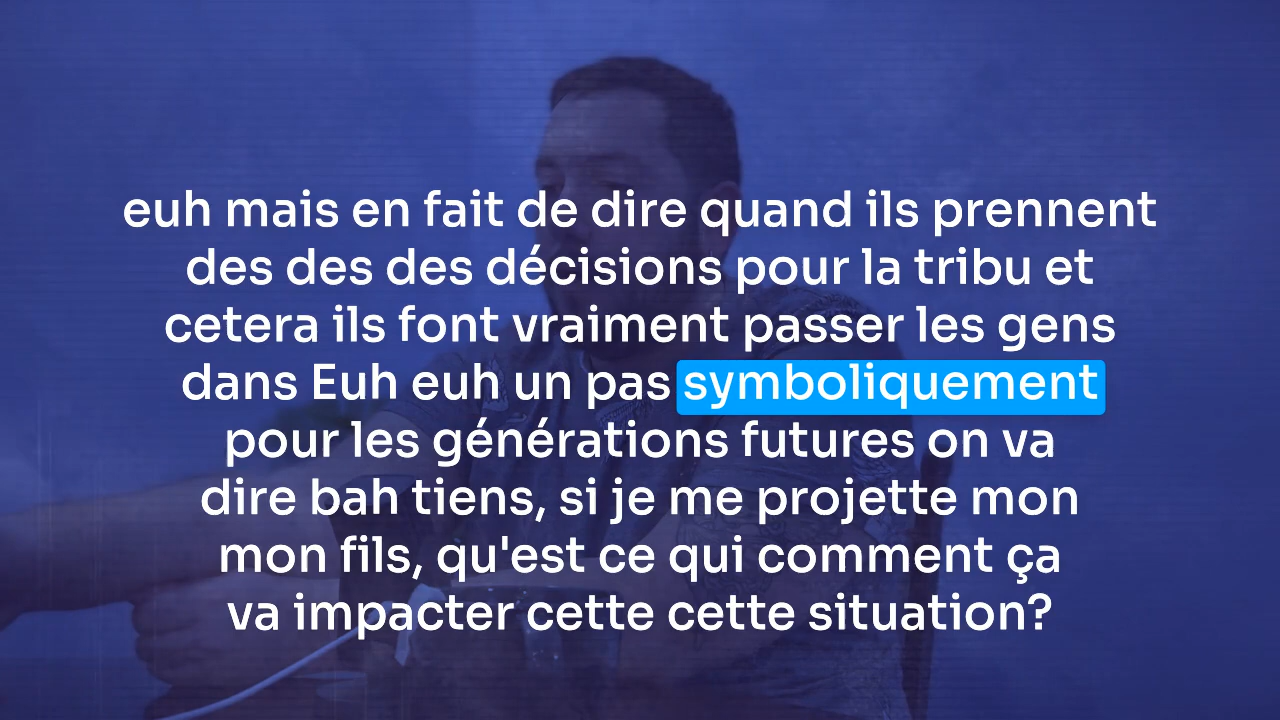 euh mais en fait de dire quand ils prennent
des des des décisions pour la tribu et
cetera ils font vraiment passer les gens
dans Euh euh un pas symboliquement
pour les générations futures on va
dire bah tiens, si je me projette mon
mon fils, qu'est ce qui comment ça
va impacter cette cette situation?